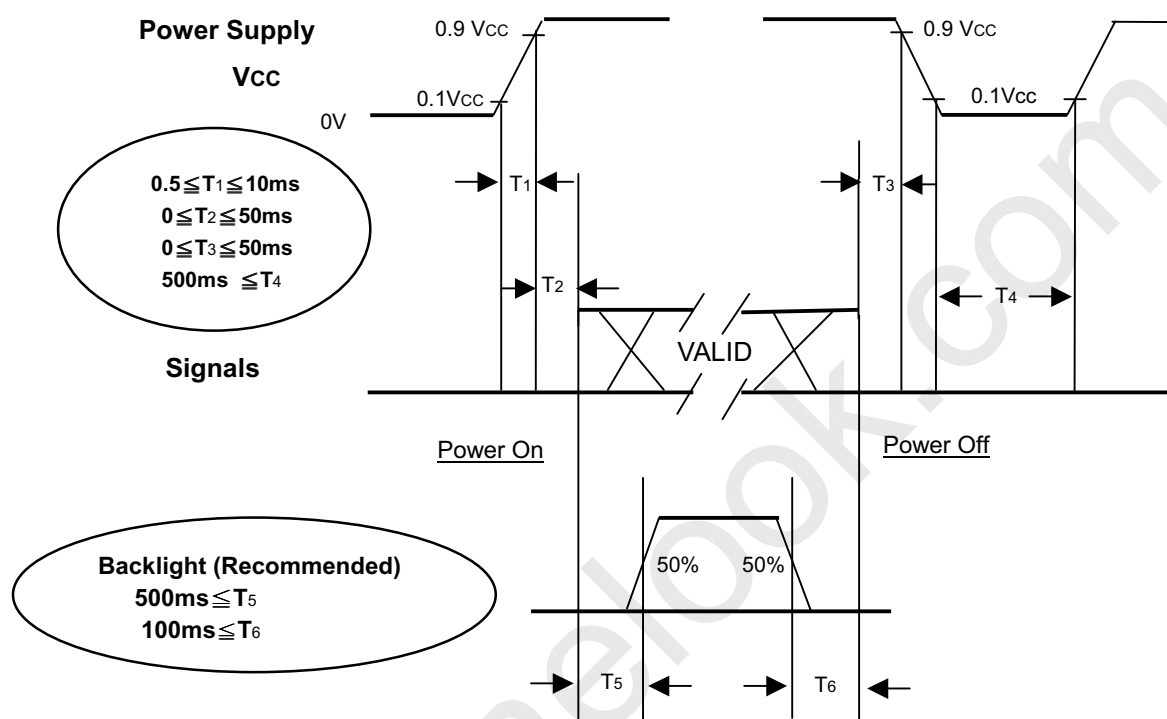 Power Supply
VCC
0.9 VCC
0.1VCC
0V
0.9 VCC
0.1Vcc
0.5≦T1≦10ms
0≦T2≦50ms
0≦T3≦50ms
500ms ≦T4
T1
T2
T3
T4
VALID
Signals
Power On
Power Off
Backlight (Recommended)
500ms≦T5
100ms≦T6
50%
50%
T5
T6
elook.com